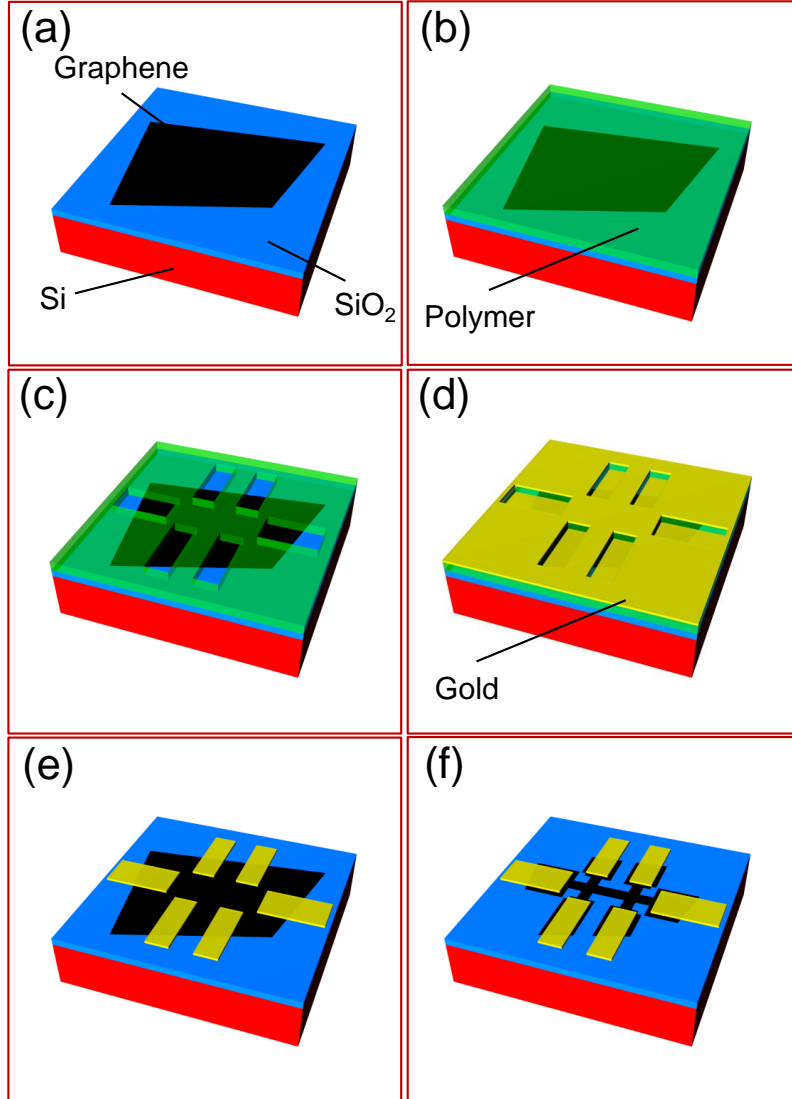 (a)
Graphene
Si
SiO₂
(b)
Polymer
(c)
(d)
Gold
(e)
(f)